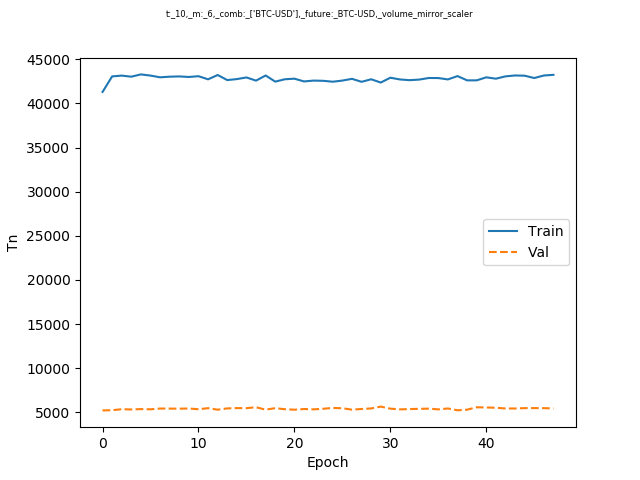 t:_10,_m:_6,_comb:_['BTC-USD'],_future:_BTC-USD,_volume_mirror_scaler
45000
40000
35000
30000
25000
20000
15000
10000
5000
Tn
Train
Val
0 10 20 30 40
Epoch